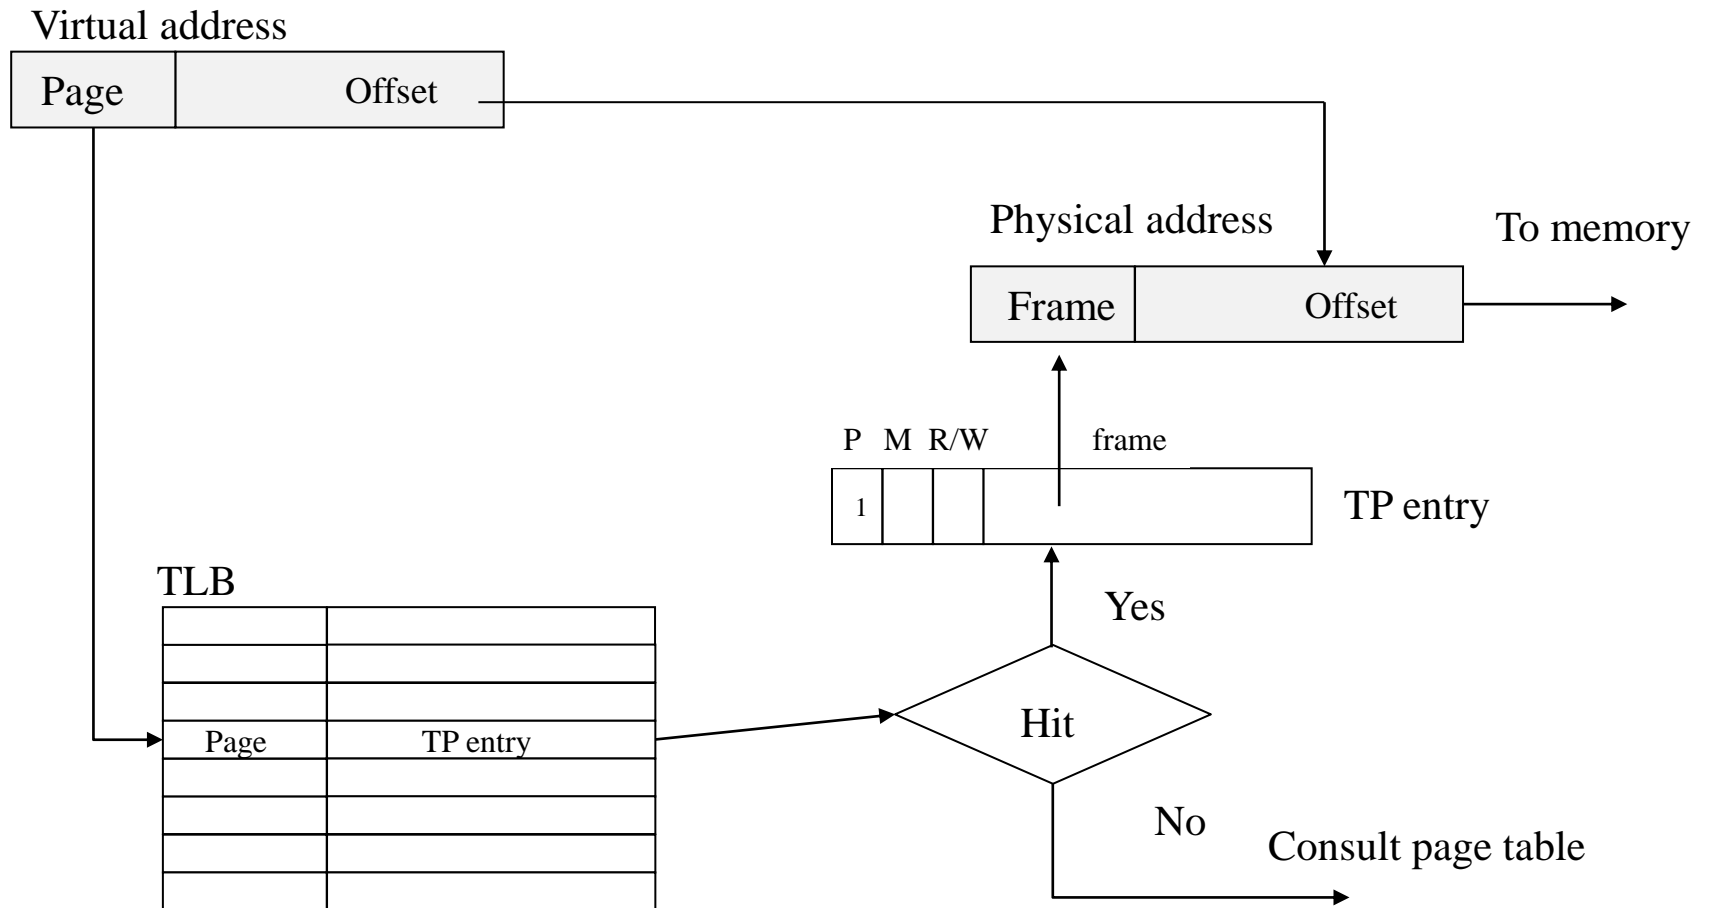 Virtual address
Page Offset
Physical address
To memory
Frame Offset
P M R/W frame
1
TP entry
TLB
Yes
Page TP entry
Hit
No
Consult page table